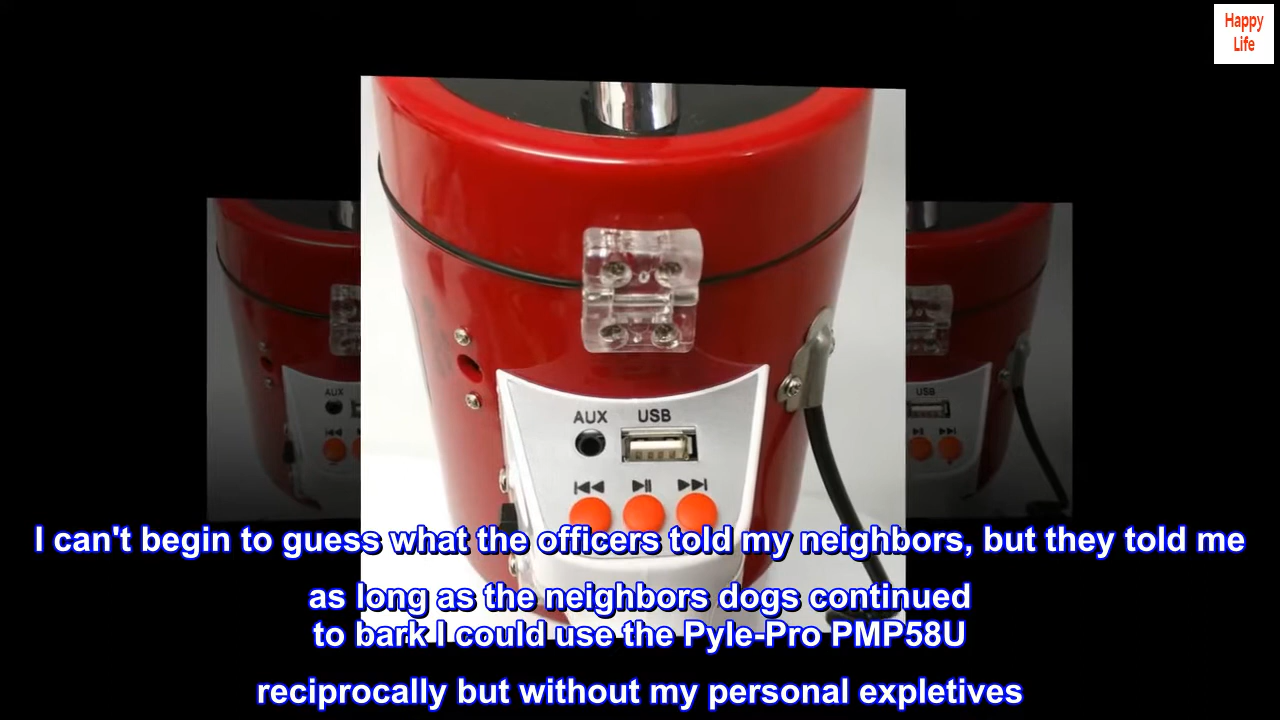 Happy
Life
AUX USB
AUX
USB
I can't begin to guess what the officers told my neighbors, but they told me
as long as the neighbors dogs continued
to bark I could use the Pyle-Pro PMP58U
reciprocally but without my personal expletives